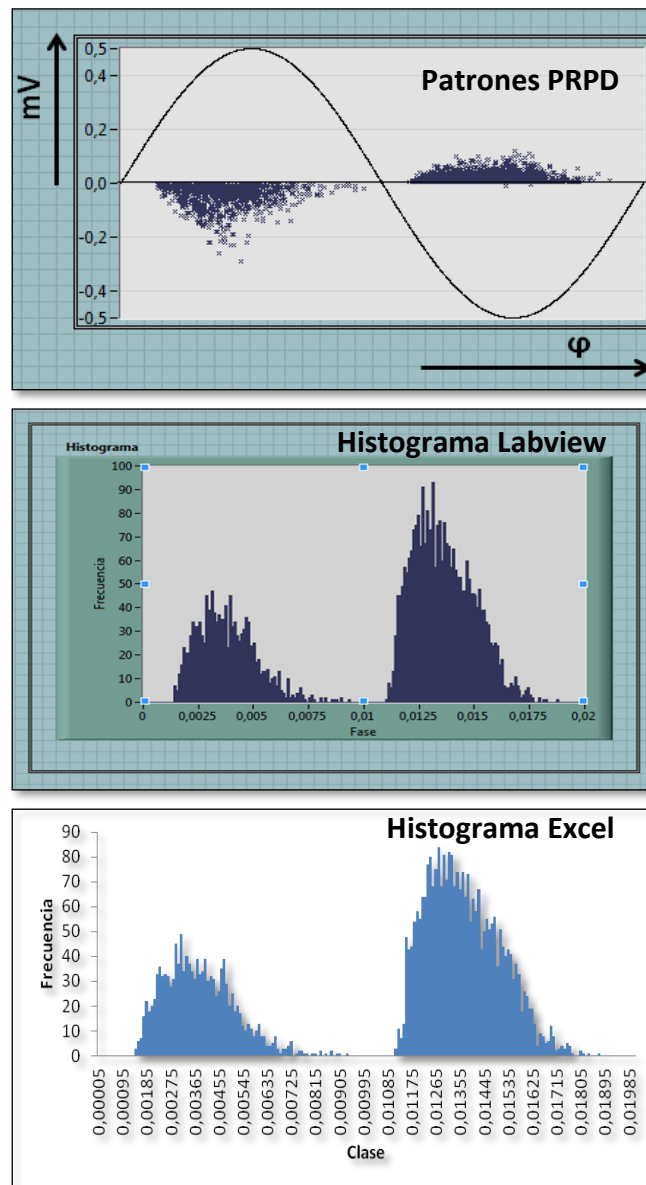 Patrones PRPD
mV
0,5
0,4
0,2
0,0
-0,2
-0,4
-0,5
φ
Histograma Labview
Histograma
Frecuencia
100
90
80
70
60
50
40
30
20
10
0
0 0,0025 0,005 0,0075 0,01 0,0125 0,015 0,0175 0,02
Fase
Histograma Excel
Frecuencia
90
80
70
60
50
40
30
20
10
0
0,00005 0,00095 0,00185 0,00275 0,00365 0,00455 0,00545 0,00635 0,00725 0,00815 0,00905 0,00995 0,01085 0,01175 0,01265 0,01355 0,01445 0,01535 0,01625 0,01715 0,01805 0,01895 0,01985
Clase